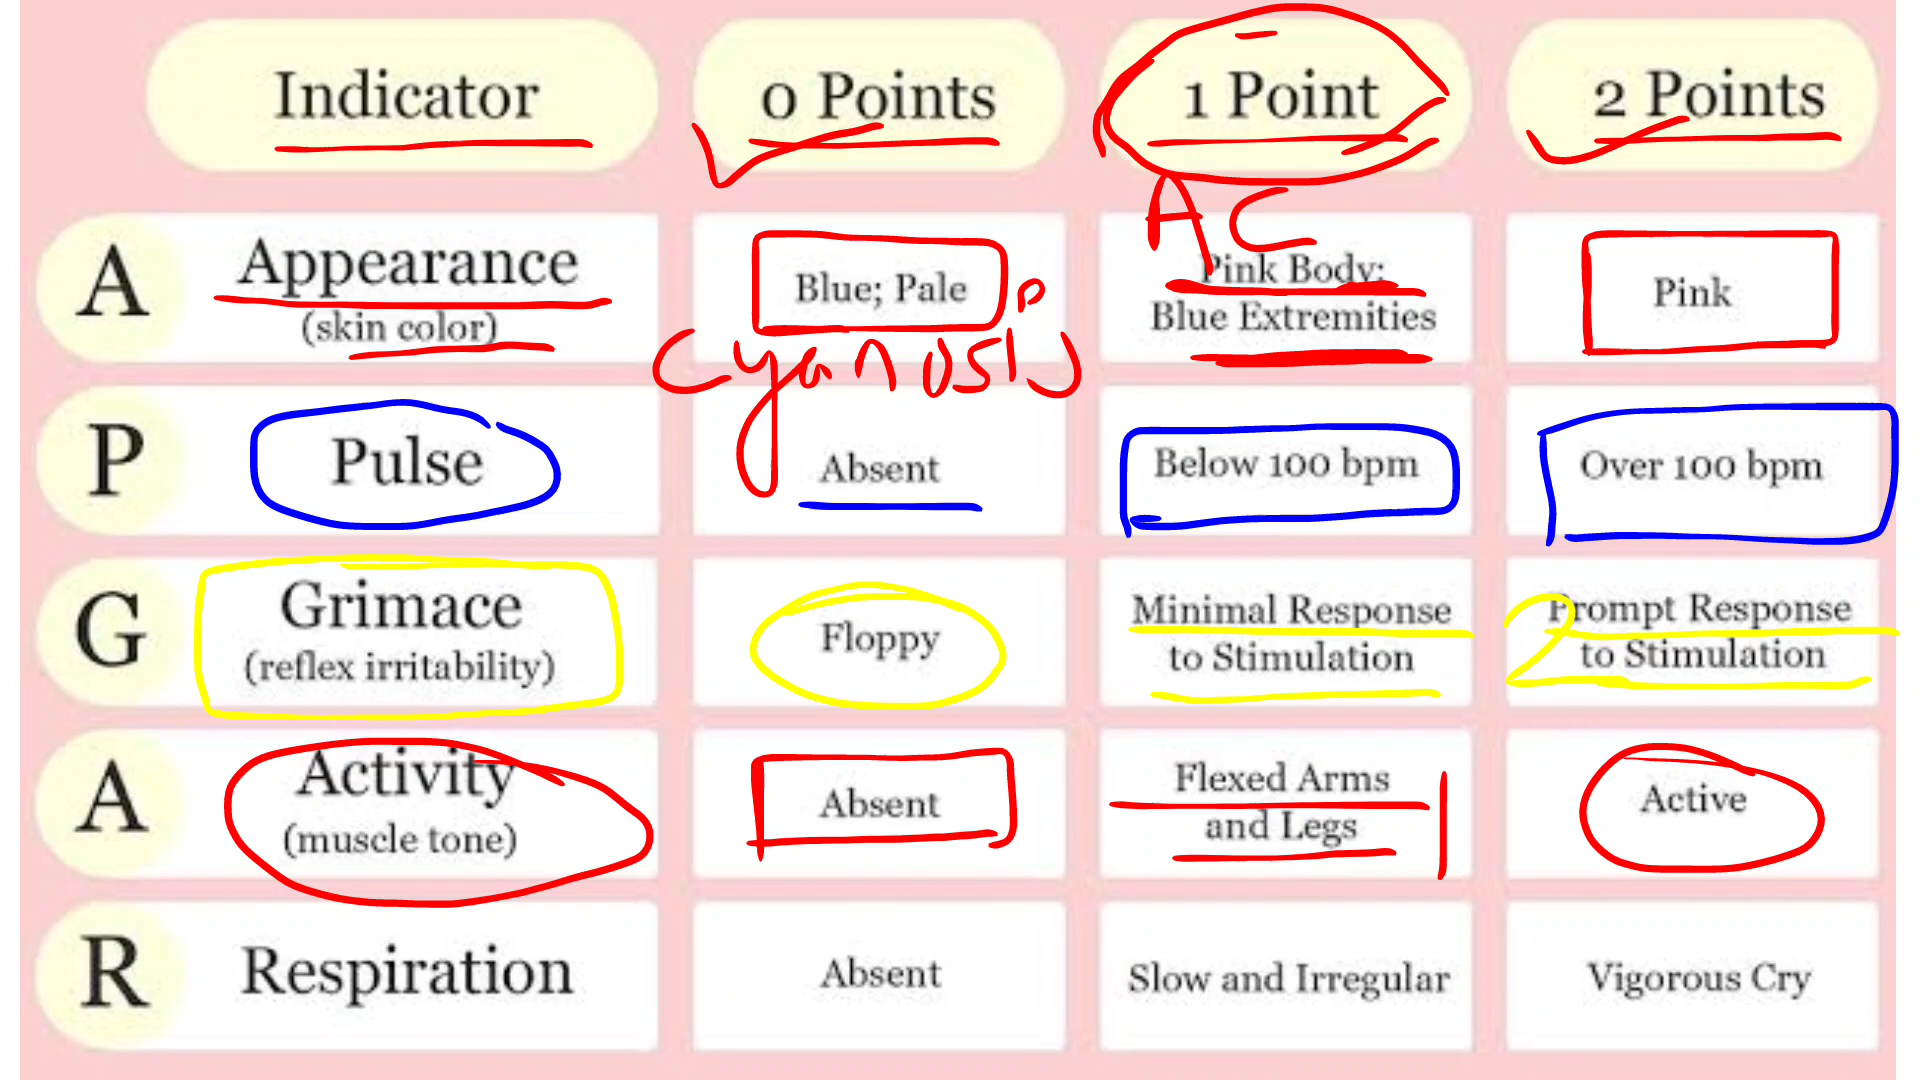 Indicator
0 Points
1 Point
2 Points
A
Appearance
(skin color)
Blue; Pale
Cyanosis
AC
Pink Body;
Blue Extremities
Pink
P
Pulse
Absent
Below 100 bpm
Over 100 bpm
G
Grimace
(reflex irritability)
Floppy
Minimal Response
to Stimulation
2
Prompt Response
to Stimulation
A
Activity
(muscle tone)
Absent
Flexed Arms
and Legs
Active
R
Respiration
Absent
Slow and Irregular
Vigorous Cry